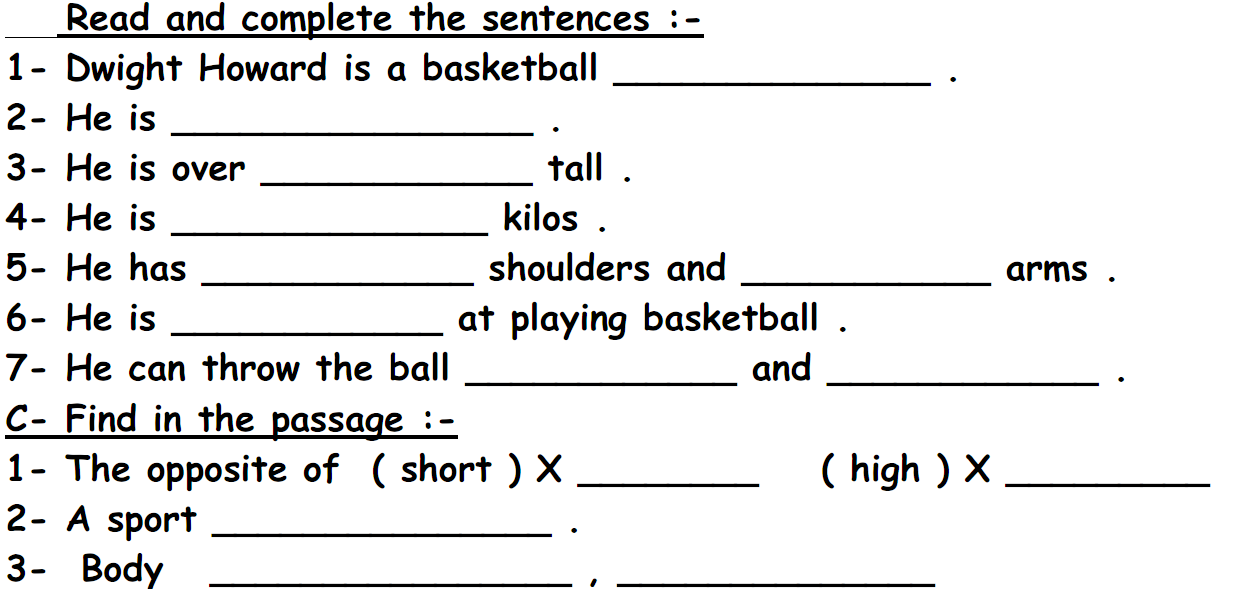 ___ Read and complete the sentences :-
1- Dwight Howard is a basketball ______________ .
2- He is ________________ .
3- He is over ____________ tall .
4- He is ______________ kilos .
5- He has ____________ shoulders and ___________ arms .
6- He is ____________ at playing basketball .
7- He can throw the ball ____________ and ____________ .
C- Find in the passage :-
1- The opposite of ( short ) X ________ ( high ) X _________
2- A sport _______________ .
3- Body ________________ , ______________